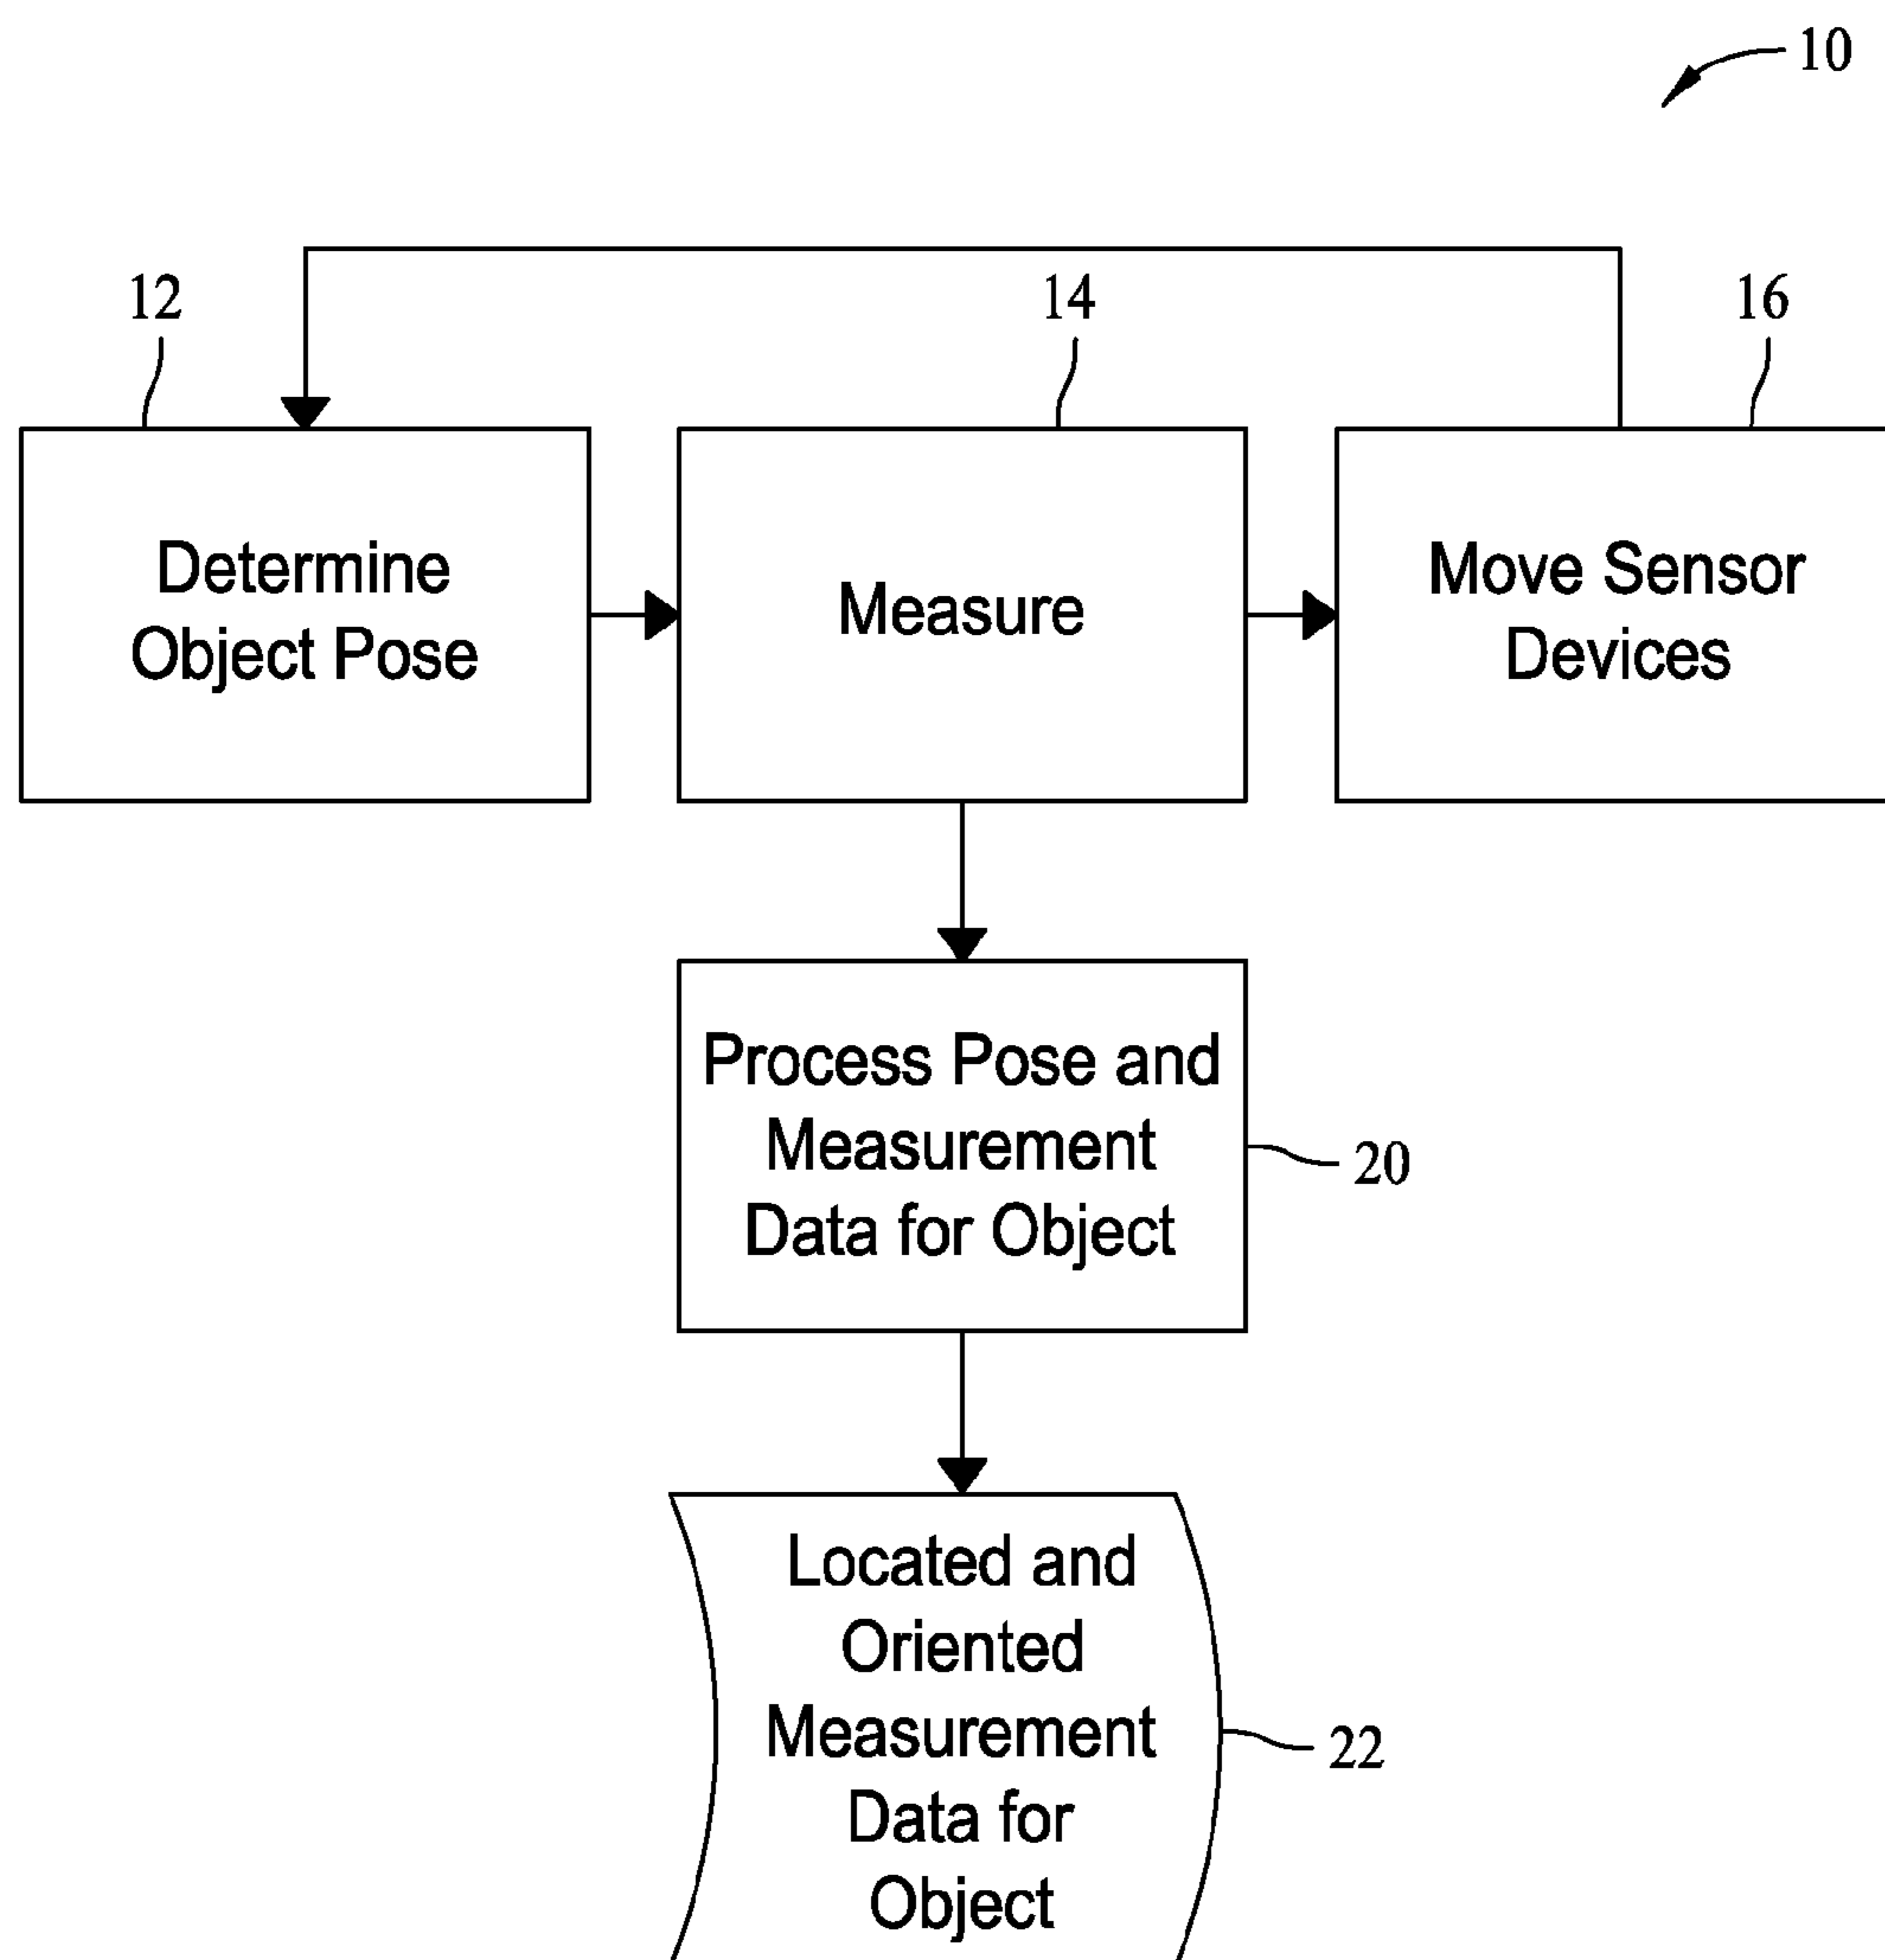 10
12
14
16
Determine
Object Pose
Measure
Move Sensor
Devices
Process Pose and
Measurement
Data for Object
20
Located and
Oriented
Measurement
Data for
Object
22